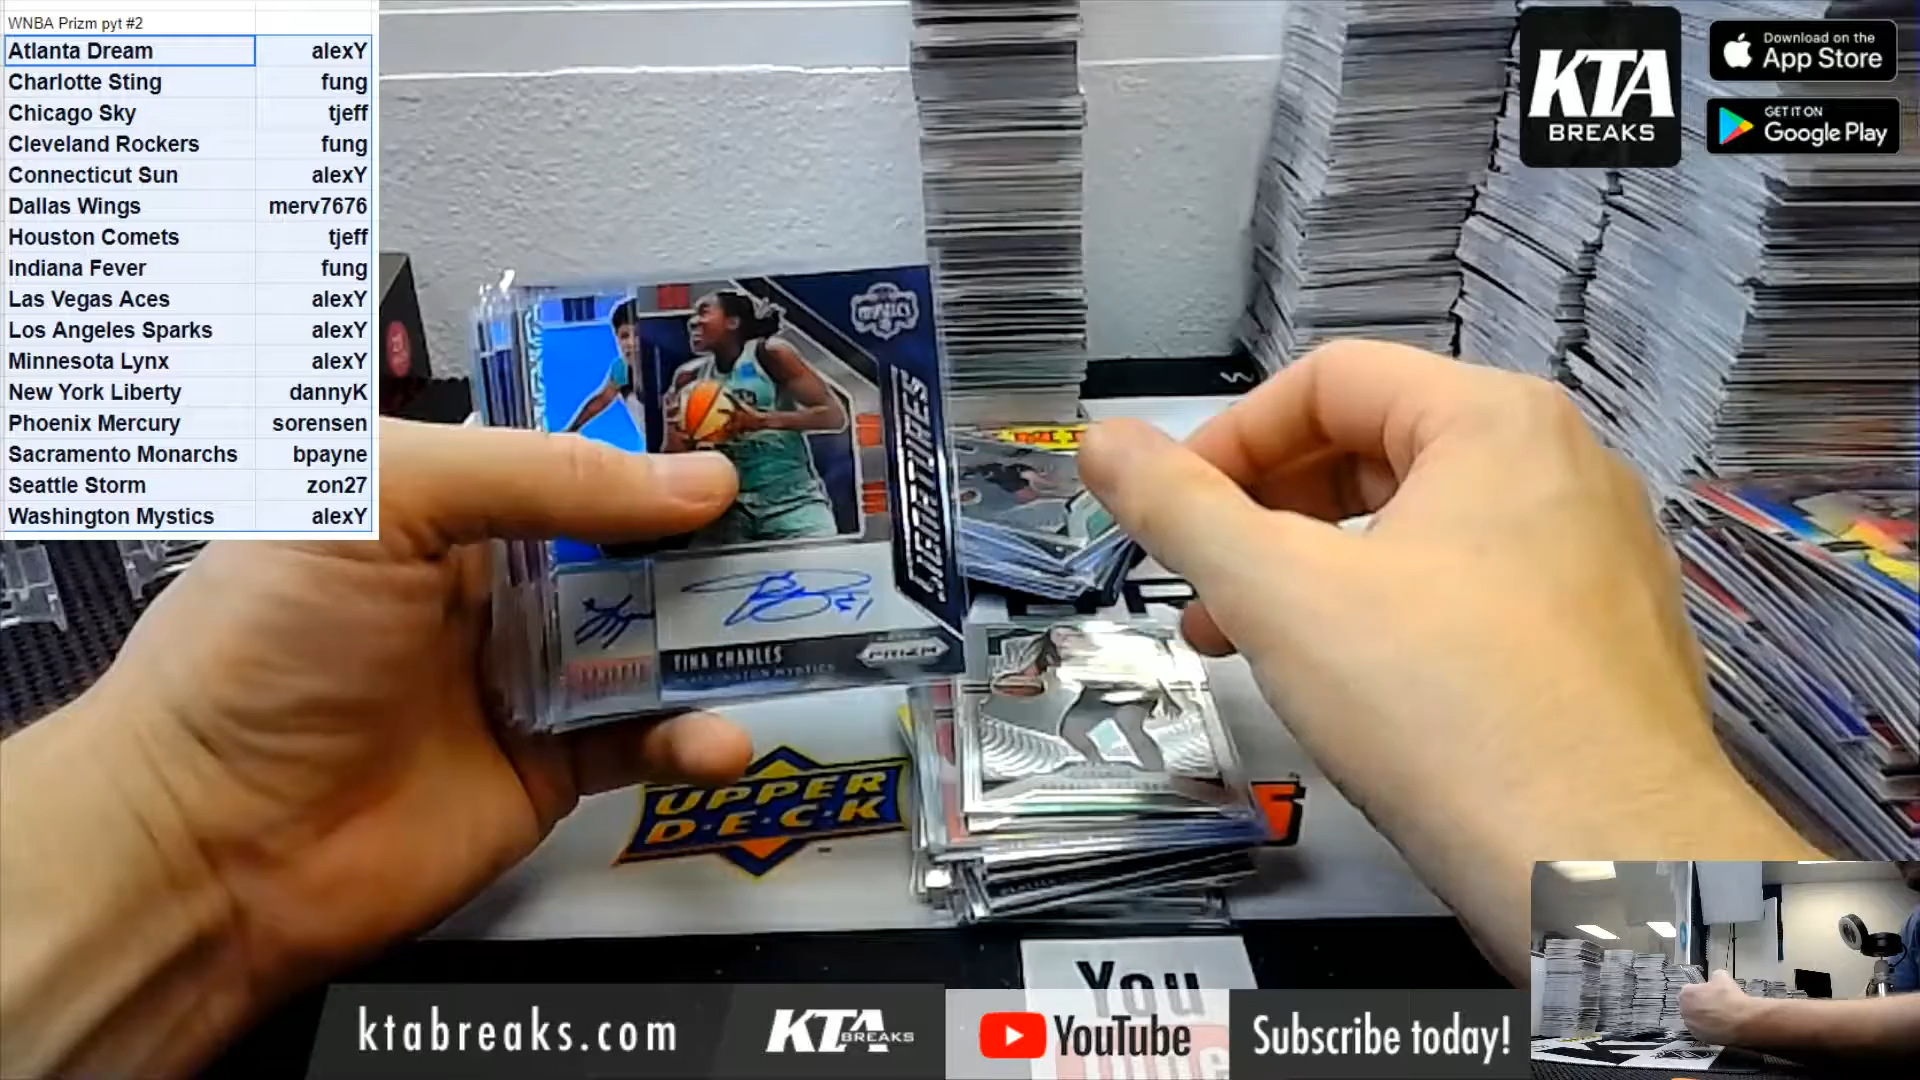 WNBA Prizm pyt #2
Atlanta Dream alexY
Charlotte Sting fung
Chicago Sky tjeff
Cleveland Rockers fung
Connecticut Sun alexY
Dallas Wings merv7676
Houston Comets tjeff
Indiana Fever fung
Las Vegas Aces alexY
Los Angeles Sparks alexY
Minnesota Lynx alexY
New York Liberty dannyK
Phoenix Mercury sorensen
Sacramento Monarchs bpayne
Seattle Storm zon27
Washington Mystics alexY
KTA
BREAKS
Download on the
App Store
GET IT ON
Google Play
MYSTICS
SIGNATURES
TINA CHARLES
WASHINGTON MYSTICS
PRIZM
UPPER
D·E·C·K
You
ktabreaks.com
KTA BREAKS
YouTube
Subscribe today!